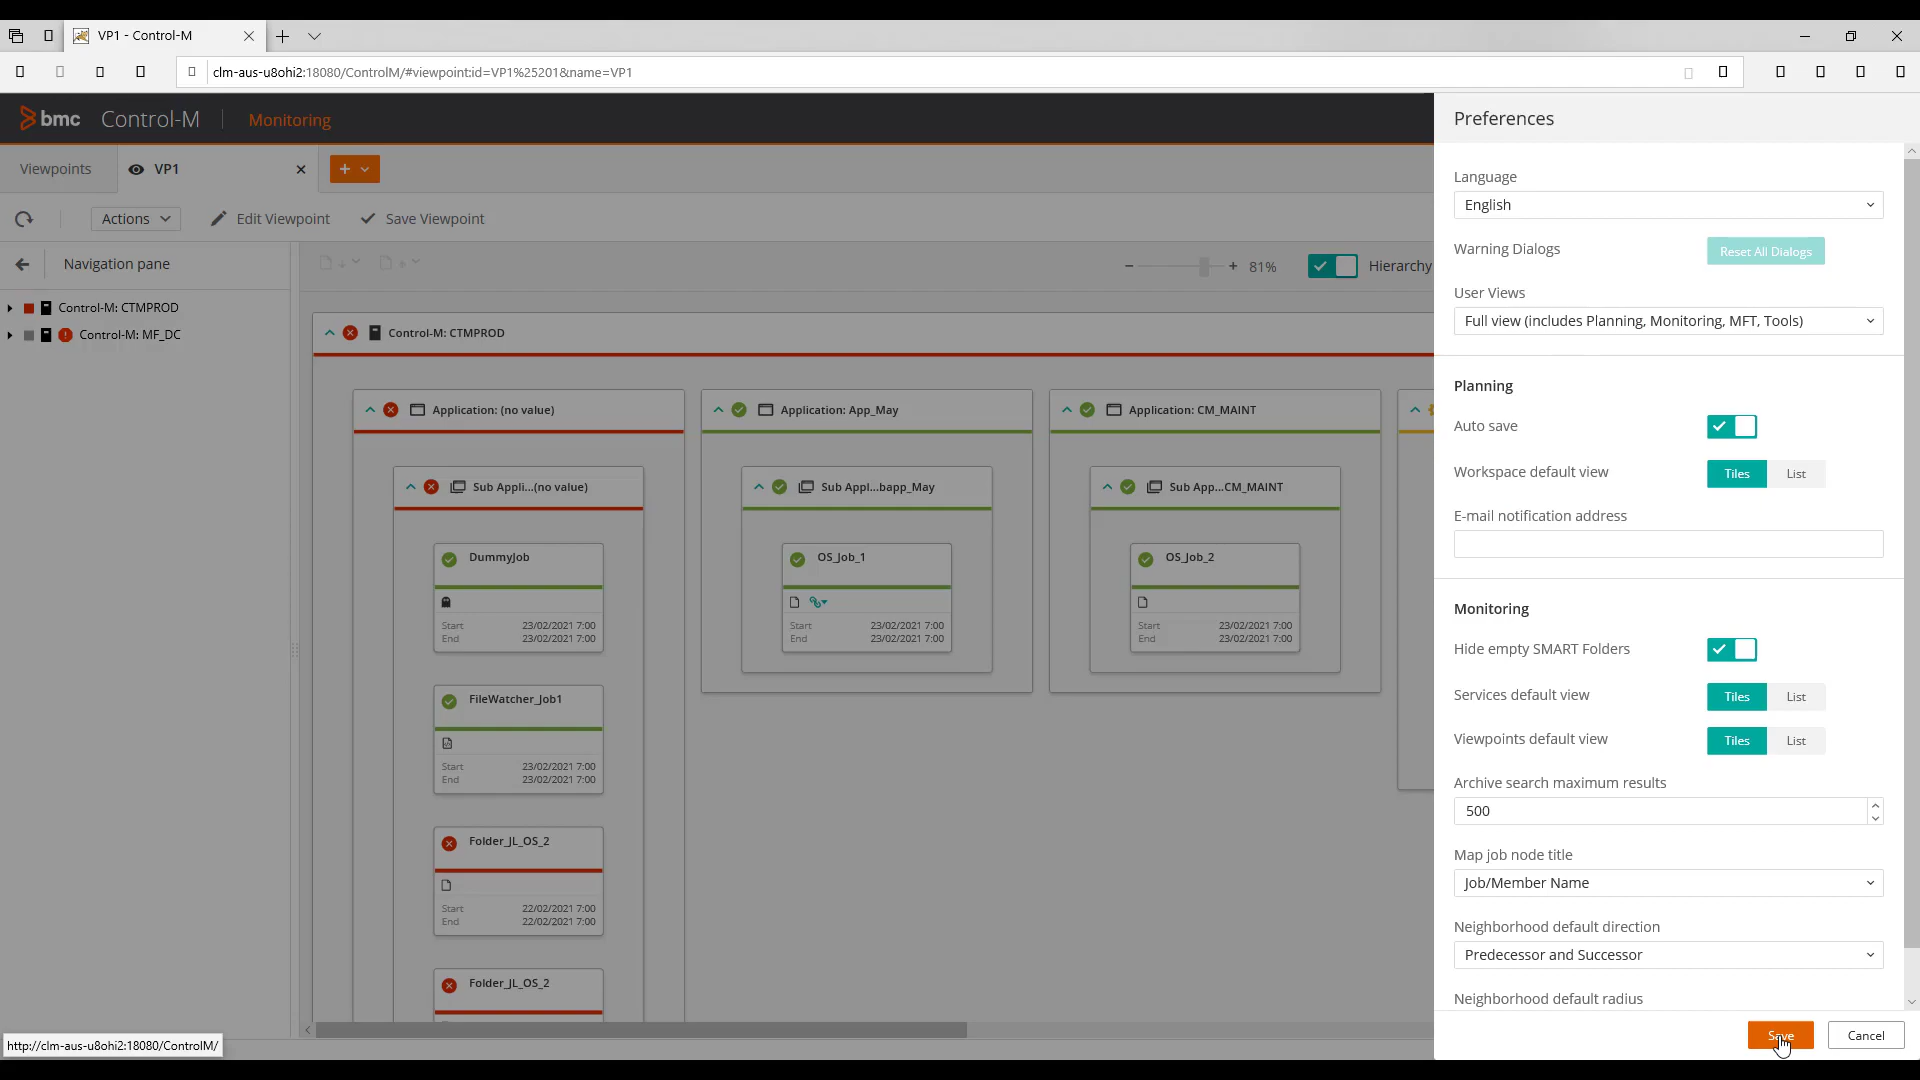 VP1 - Control-M
clm-aus-u8ohi2:18080/ControlM/#viewpoint:id=VP1%25201&name=VP1
bmc Control-M Monitoring
Viewpoints VP1
Actions Edit Viewpoint Save Viewpoint
Navigation pane
81% Hierarchy
Control-M: CTMPROD
Control-M: MF_DC
Control-M: CTMPROD
Application: (no value)
Sub Appli...(no value)
DummyJob
Start 23/02/2021 7:00
End 23/02/2021 7:00
FileWatcher_Job1
Start 23/02/2021 7:00
End 23/02/2021 7:00
Folder_JL_OS_2
Start 22/02/2021 7:00
End 22/02/2021 7:00
Folder_JL_OS_2
Application: App_May
Sub Appl...bapp_May
OS_Job_1
Start 23/02/2021 7:00
End 23/02/2021 7:00
Application: CM_MAINT
Sub App...CM_MAINT
OS_Job_2
Start 23/02/2021 7:00
End 23/02/2021 7:00
http://clm-aus-u8ohi2:18080/ControlM/
Preferences
Language
English
Warning Dialogs Reset All Dialogs
User Views
Full view (includes Planning, Monitoring, MFT, Tools)
Planning
Auto save
Workspace default view Tiles List
E-mail notification address
Monitoring
Hide empty SMART Folders
Services default view Tiles List
Viewpoints default view Tiles List
Archive search maximum results
500
Map job node title
Job/Member Name
Neighborhood default direction
Predecessor and Successor
Neighborhood default radius
Save Cancel